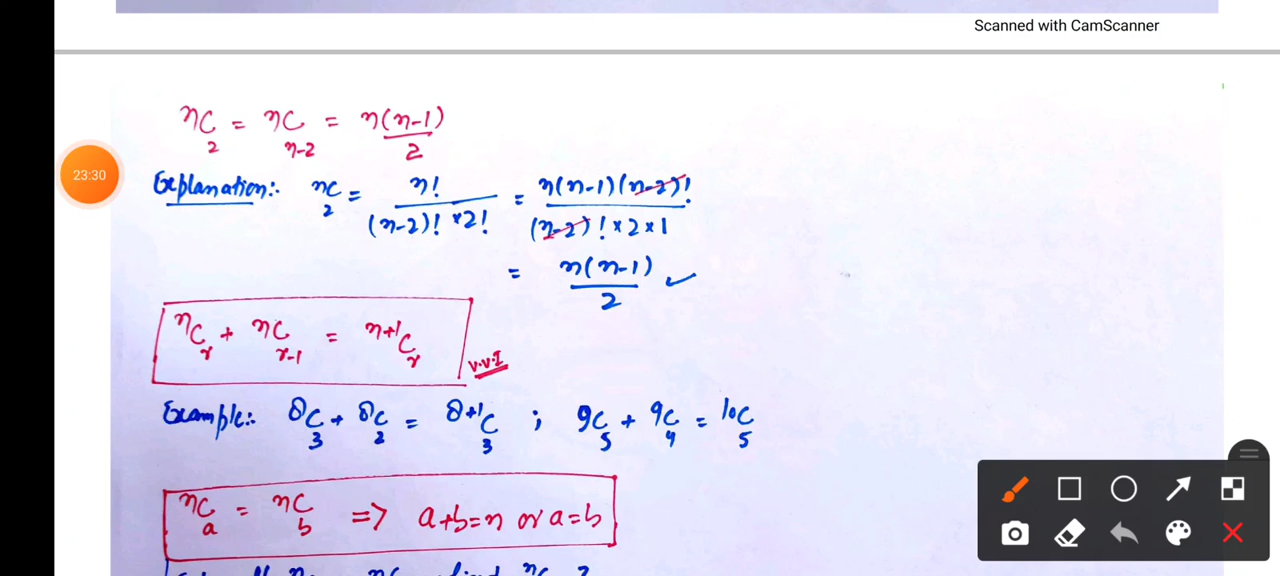 Scanned with CamScanner
nC2 = nCn-2 = n(n-1)/2
23:30
Explanation:- nC2 = n!/(n-2)! × 2! = n(n-1)(n-2)!/(n-2)! × 2 × 1
= n(n-1)/2 ✓
nCr + nCr-1 = n+1Cr
V.V.I
Example:- 8C3 + 8C2 = 8+1C3 ; 9C5 + 9C4 = 10C5
nCa = nCb => a+b=n or a=b